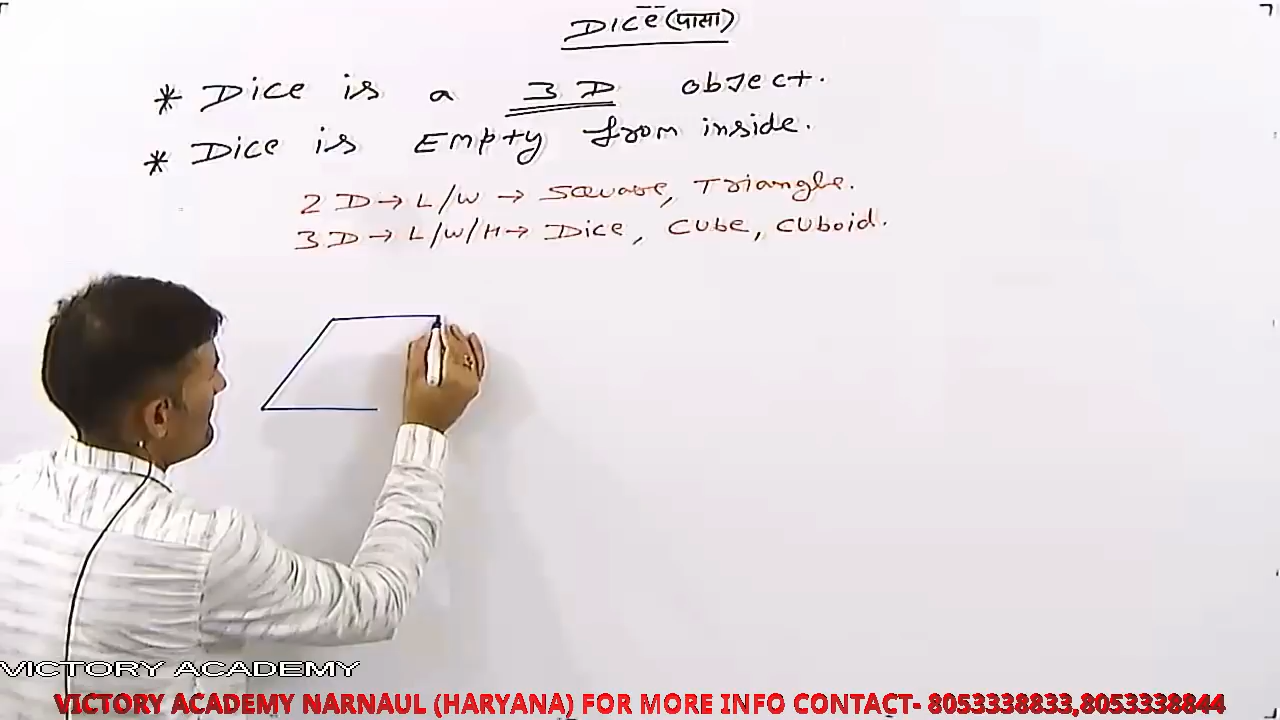 Dice (पासा)
* Dice is a 3D object.
* Dice is Empty from inside.
2D → L/W → Square, Triangle.
3D → L/W/H → Dice, Cube, Cuboid.
VICTORY ACADEMY
VICTORY ACADEMY NARNAUL (HARYANA) FOR MORE INFO CONTACT- 8053338833,8053338844